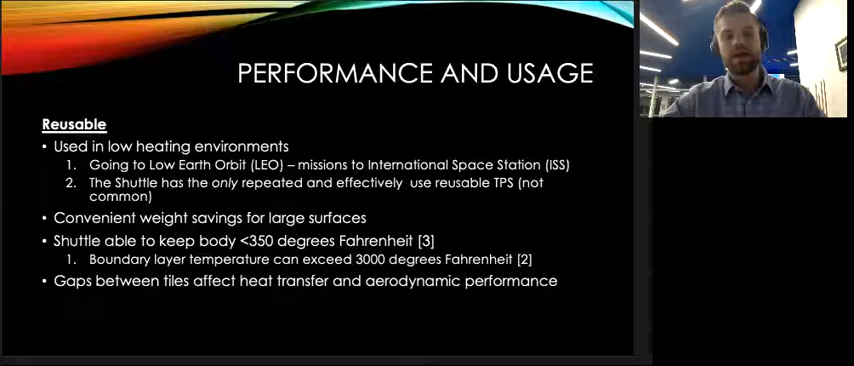 PERFORMANCE AND USAGE
Reusable
• Used in low heating environments
1. Going to Low Earth Orbit (LEO) – missions to International Space Station (ISS)
2. The Shuttle has the only repeated and effectively use reusable TPS (not
common)
• Convenient weight savings for large surfaces
• Shuttle able to keep body <350 degrees Fahrenheit [3]
1. Boundary layer temperature can exceed 3000 degrees Fahrenheit [2]
• Gaps between tiles affect heat transfer and aerodynamic performance